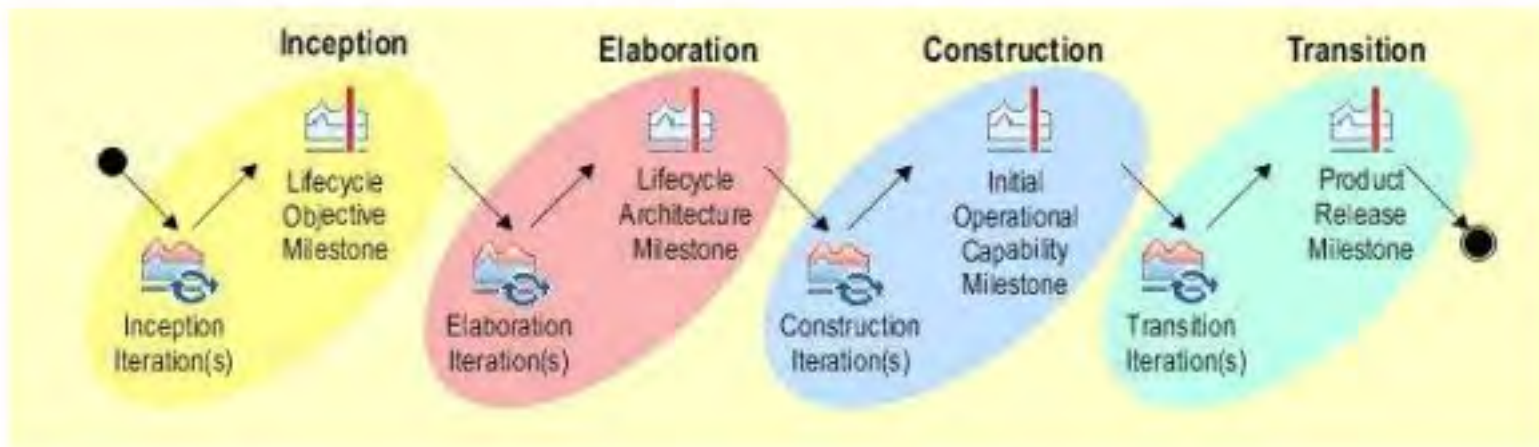 Inception
Elaboration
Construction
Transition
Lifecycle
Objective
Milestone
Inception
Iteration(s)
Lifecycle
Architecture
Milestone
Elaboration
Iteration(s)
Initial
Operational
Capability
Milestone
Construction
Iteration(s)
Product
Release
Milestone
Transition
Iteration(s)